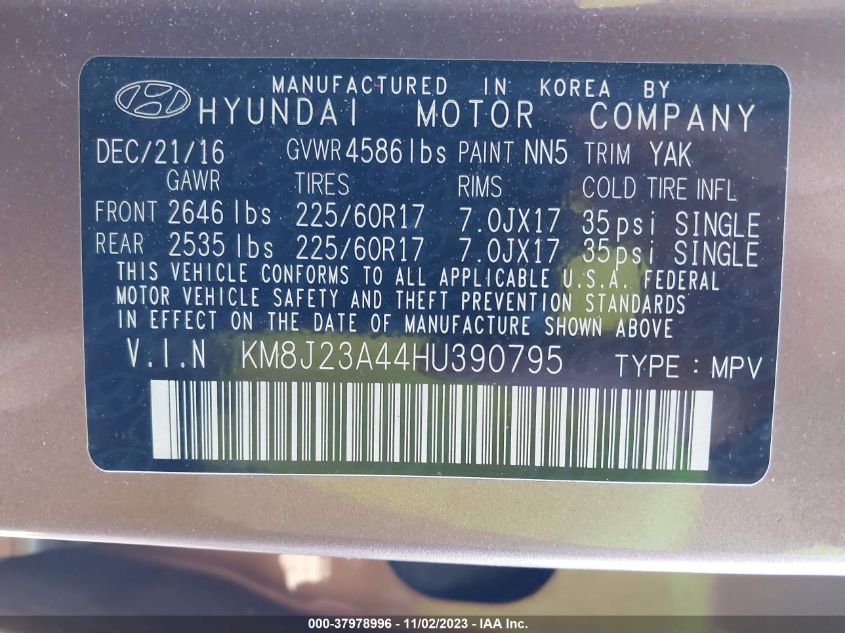 MANUFACTURED IN KOREA BY
HYUNDAI MOTOR COMPANY
DEC/21/16 GVWR 4586 lbs PAINT NN5 TRIM YAK
GAWR TIRES RIMS COLD TIRE INFL
FRONT 2646 lbs 225/60R17 7.0JX17 35psi SINGLE
REAR 2535 lbs 225/60R17 7.0JX17 35psi SINGLE
THIS VEHICLE CONFORMS TO ALL APPLICABLE U.S.A. FEDERAL
MOTOR VEHICLE SAFETY AND THEFT PREVENTION STANDARDS
IN EFFECT ON THE DATE OF MANUFACTURE SHOWN ABOVE
V.I.N KM8J23A44HU390795 TYPE : MPV
000-37978996 - 11/02/2023 - IAA Inc.